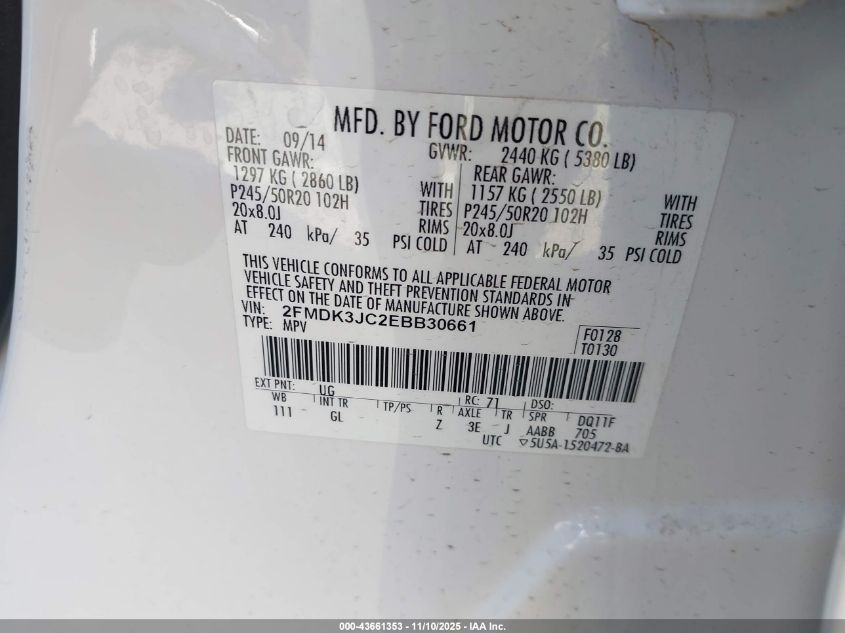 MFD. BY FORD MOTOR CO.
DATE: 09/14 GVWR: 2440 KG ( 5380 LB)
FRONT GAWR: REAR GAWR:
1297 KG ( 2860 LB) WITH 1157 KG ( 2550 LB) WITH
P245/50R20 102H TIRES P245/50R20 102H TIRES
20x8.0J RIMS 20x8.0J RIMS
AT 240 kPa/ 35 PSI COLD AT 240 kPa/ 35 PSI COLD
THIS VEHICLE CONFORMS TO ALL APPLICABLE FEDERAL MOTOR
VEHICLE SAFETY AND THEFT PREVENTION STANDARDS IN
EFFECT ON THE DATE OF MANUFACTURE SHOWN ABOVE.
VIN: 2FMDK3JC2EBB30661
TYPE: MPV
F0128
T0130
EXT PNT: UG RC: 71 DSO:
WB INT TR TP/PS R AXLE TR SPR DQ11F
111 GL Z 3E J AABB 705
UTC ▽5U5A-1520472-BA
000-43661353 - 11/10/2025 - IAA Inc.